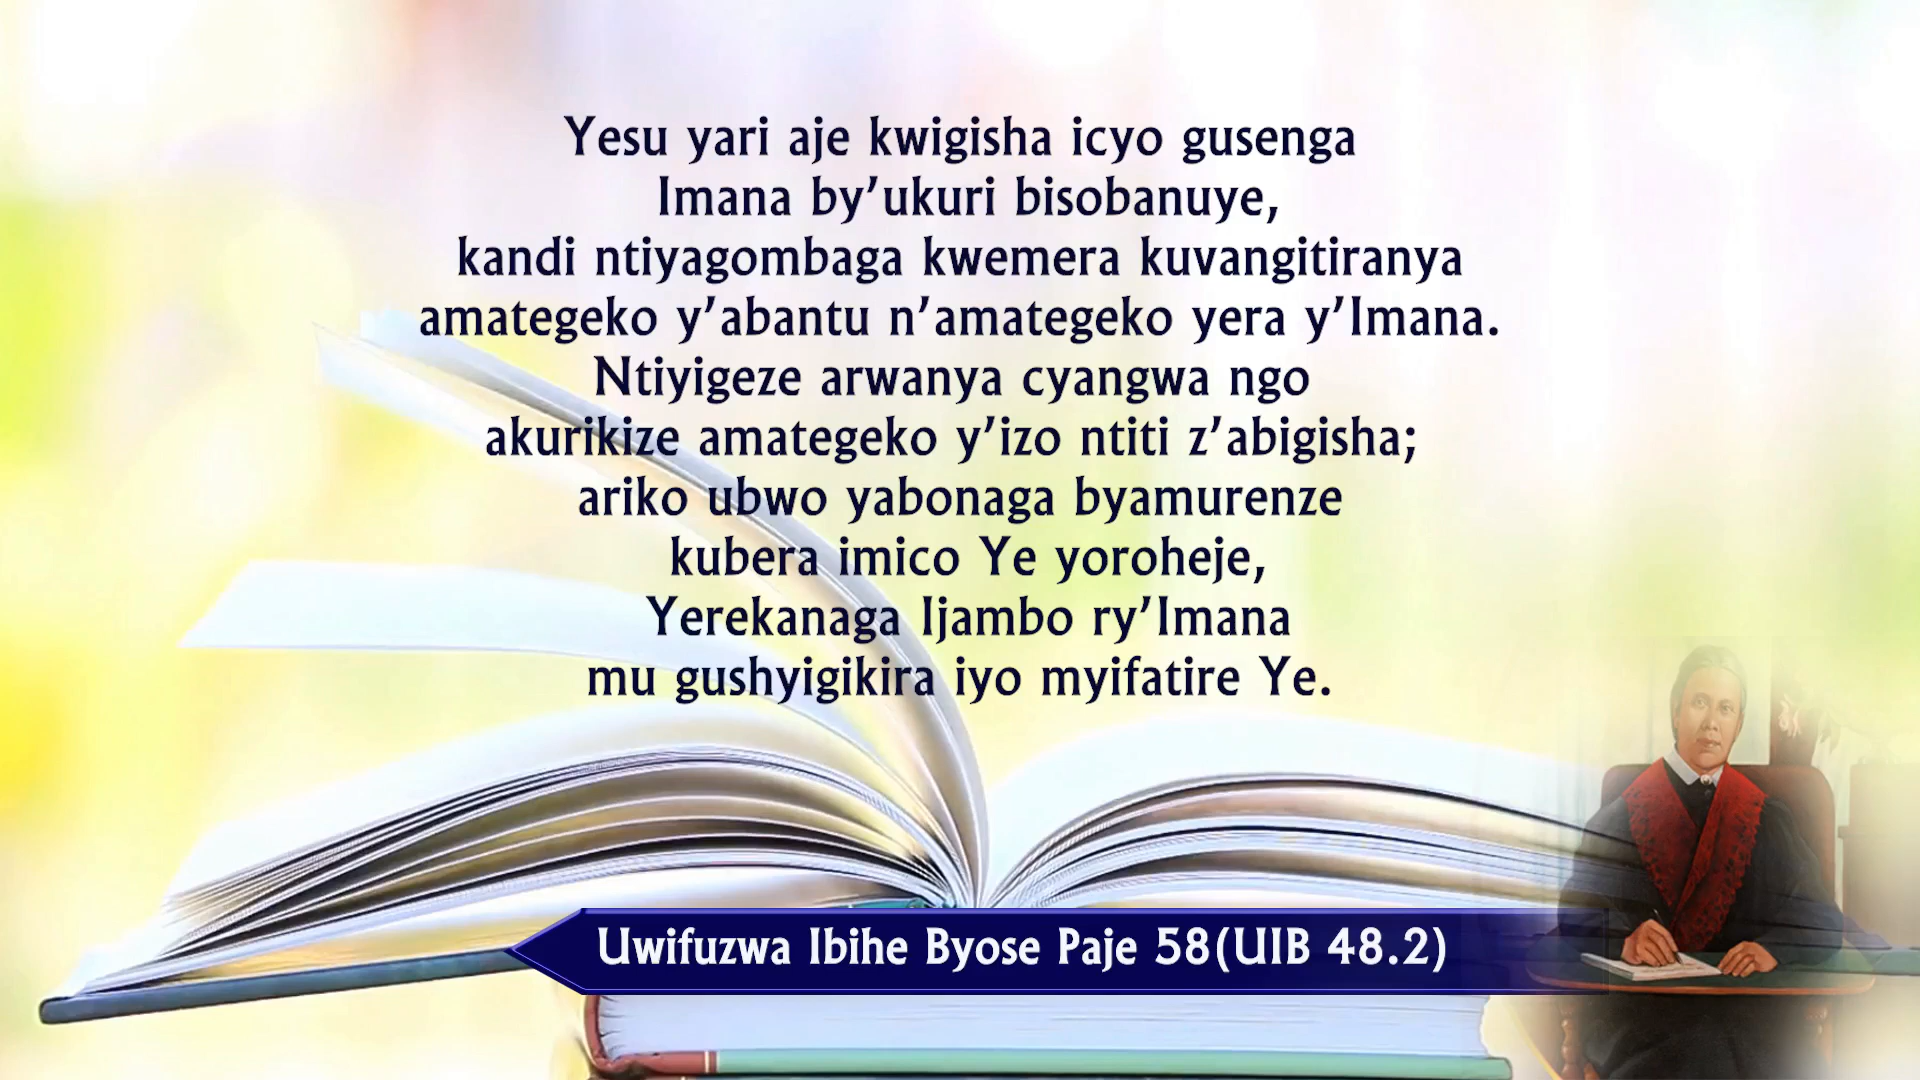 Yesu yari aje kwigisha icyo gusenga
Imana by’ukuri bisobanuye,
kandi ntiyagombaga kwemera kuvangitiranya
amategeko y’abantu n’amategeko yera y’Imana.
Ntiyigeze arwanya cyangwa ngo
akurikize amategeko y’izo ntiti z’abigisha;
ariko ubwo yabonaga byamurenze
kubera imico Ye yoroheje,
Yerekanaga Ijambo ry’Imana
mu gushyigikira iyo myifatire Ye.
Uwifuzwa Ibihe Byose Paje 58(UIB 48.2)